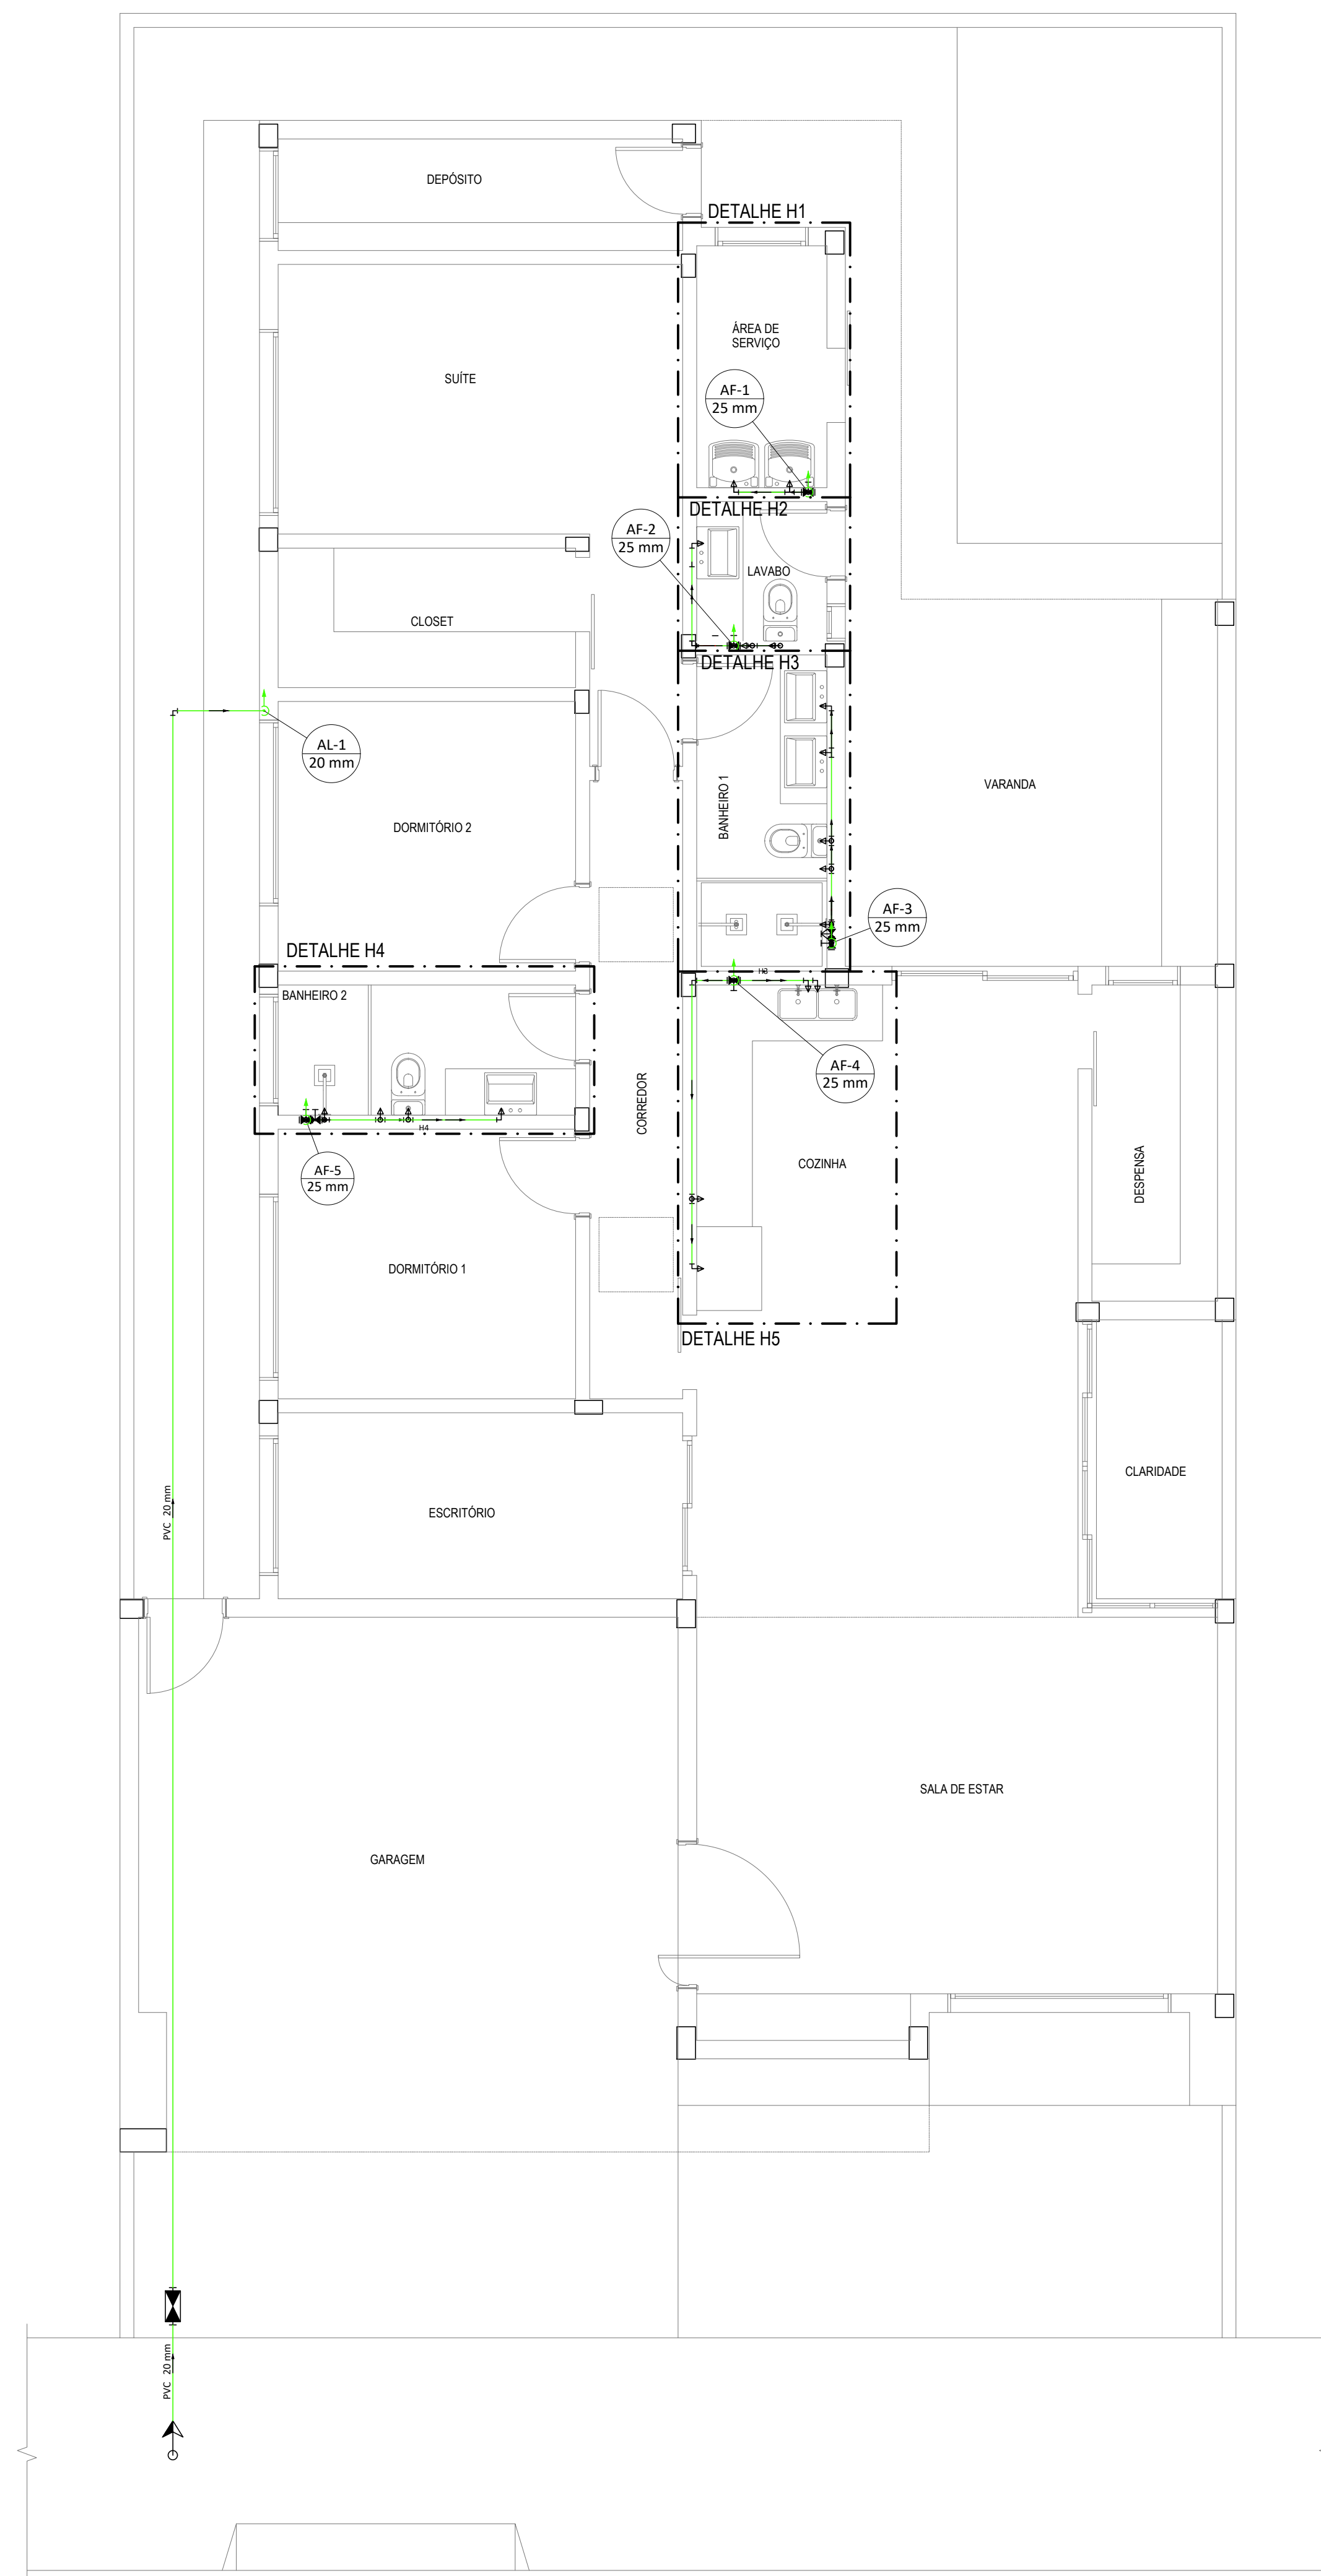 DEPÓSITO
DETALHE H1
ÁREA DE
SERVIÇO
SUÍTE
AF-1
25 mm
DETALHE H2
AF-2
25 mm
LAVABO
CLOSET
DETALHE H3
AL-1
20 mm
VARANDA
BANHEIRO 1
DORMITÓRIO 2
AF-3
25 mm
DETALHE H4
H3
BANHEIRO 2
AF-4
25 mm
CORREDOR
H4
COZINHA
DESPENSA
AF-5
25 mm
DORMITÓRIO 1
DETALHE H5
CLARIDADE
ESCRITÓRIO
PVC 20 mm
SALA DE ESTAR
GARAGEM
PVC 20 mm